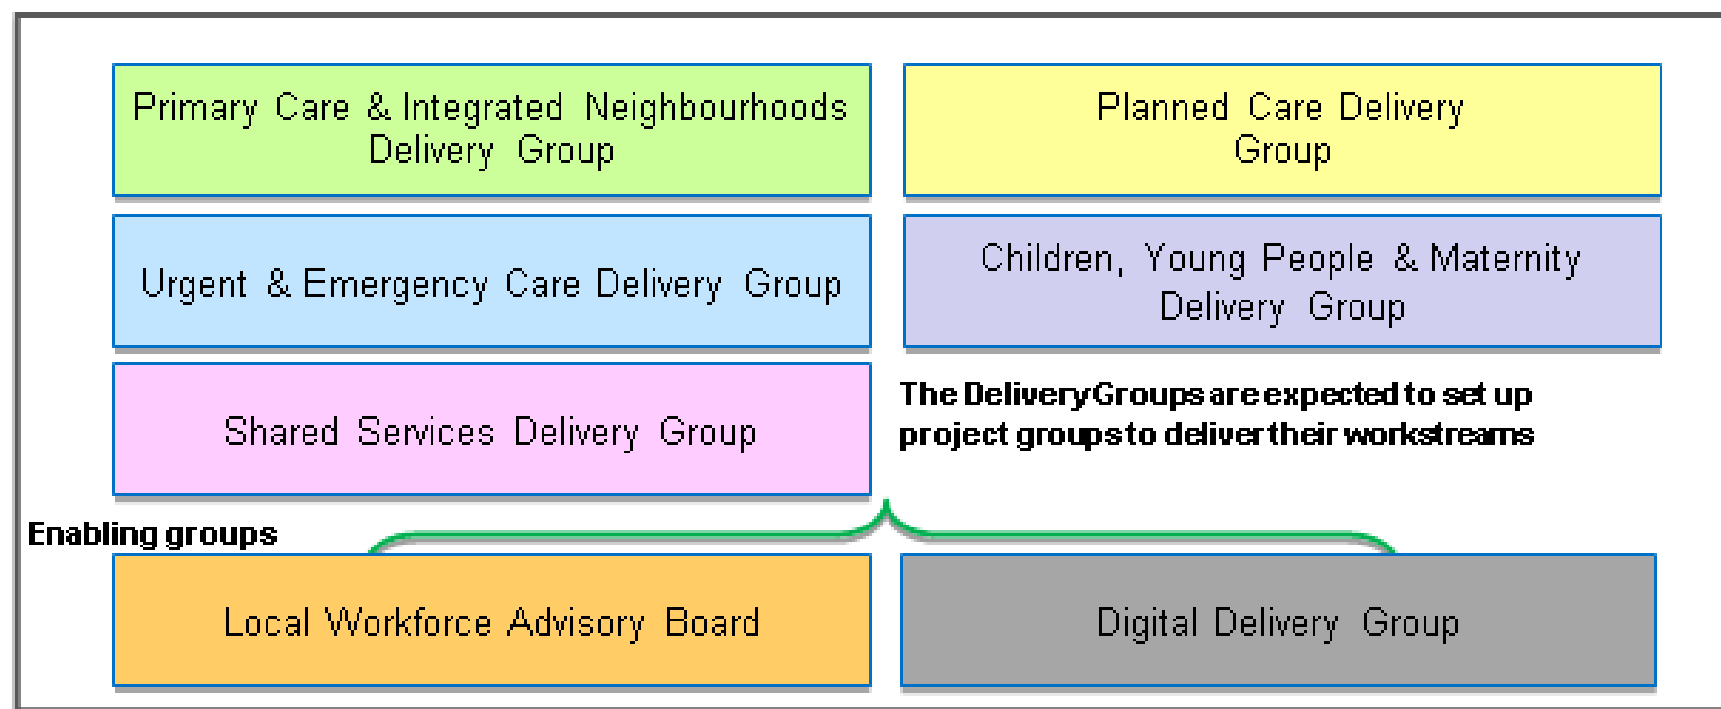 Primary Care & Integrated Neighbourhoods
Delivery Group
Planned Care Delivery
Group
Urgent & Emergency Care Delivery Group
Children, Young People & Maternity
Delivery Group
Shared Services Delivery Group
The Delivery Groups are expected to set up
project groups to deliver their workstreams
Enabling groups
Local Workforce Advisory Board
Digital Delivery Group